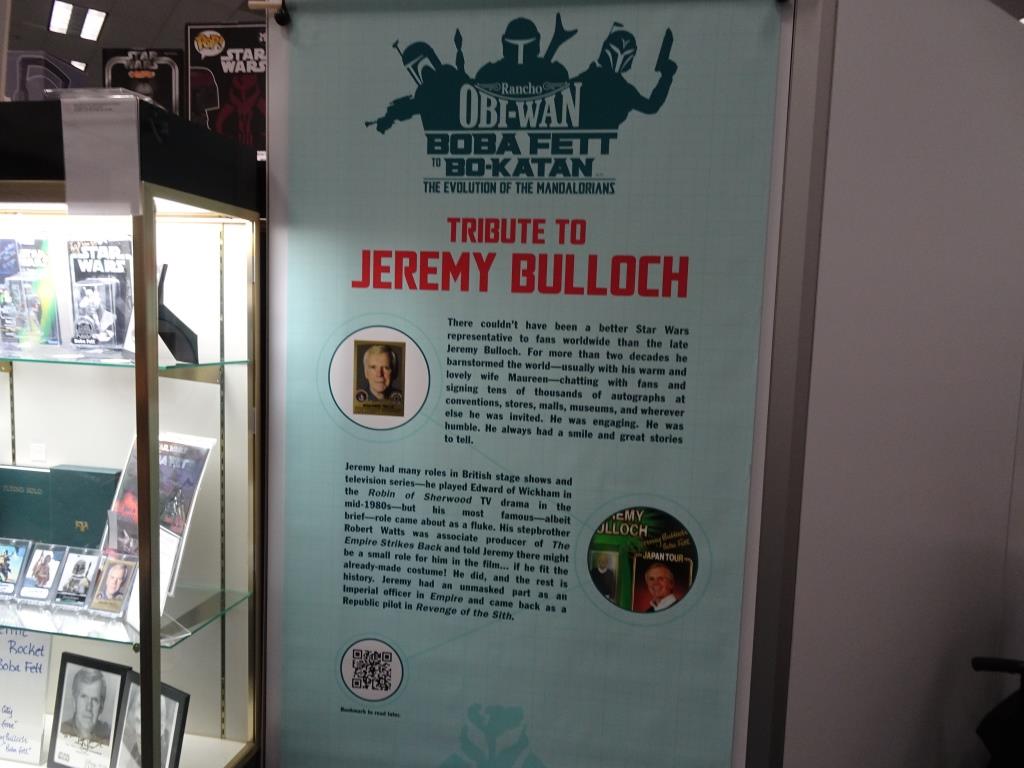 POP!
STAR WARS
STAR WARS
Rancho
OBI-WAN
BOBA FETT
TO BO-KATAN
THE EVOLUTION OF THE MANDALORIANS
TRIBUTE TO
JEREMY BULLOCH
There couldn't have been a better Star Wars
representative to fans worldwide than the late
Jeremy Bulloch. For more than two decades he
barnstormed the world—usually with his warm and
lovely wife Maureen—chatting with fans and
signing tens of thousands of autographs at
conventions, stores, malls, museums, and wherever
else he was invited. He was engaging. He was
humble. He always had a smile and great stories
to tell.
Jeremy had many roles in British stage shows and
television series—he played Edward of Wickham in
the Robin of Sherwood TV drama in the
mid-1980s—but his most famous—albeit
brief—role came about as a fluke. His stepbrother
Robert Watts was associate producer of The
Empire Strikes Back and told Jeremy there might
be a small role for him in the film... if he fit the
already-made costume! He did, and the rest is
history. Jeremy had an unmasked part as an
Imperial officer in Empire and came back as a
Republic pilot in Revenge of the Sith.
JEREMY
BULLOCH
JAPAN TOUR
Bookmark to read later.
STAR WARS
Boba Fett
Rocket
Boba Fett
"Boba Fett"